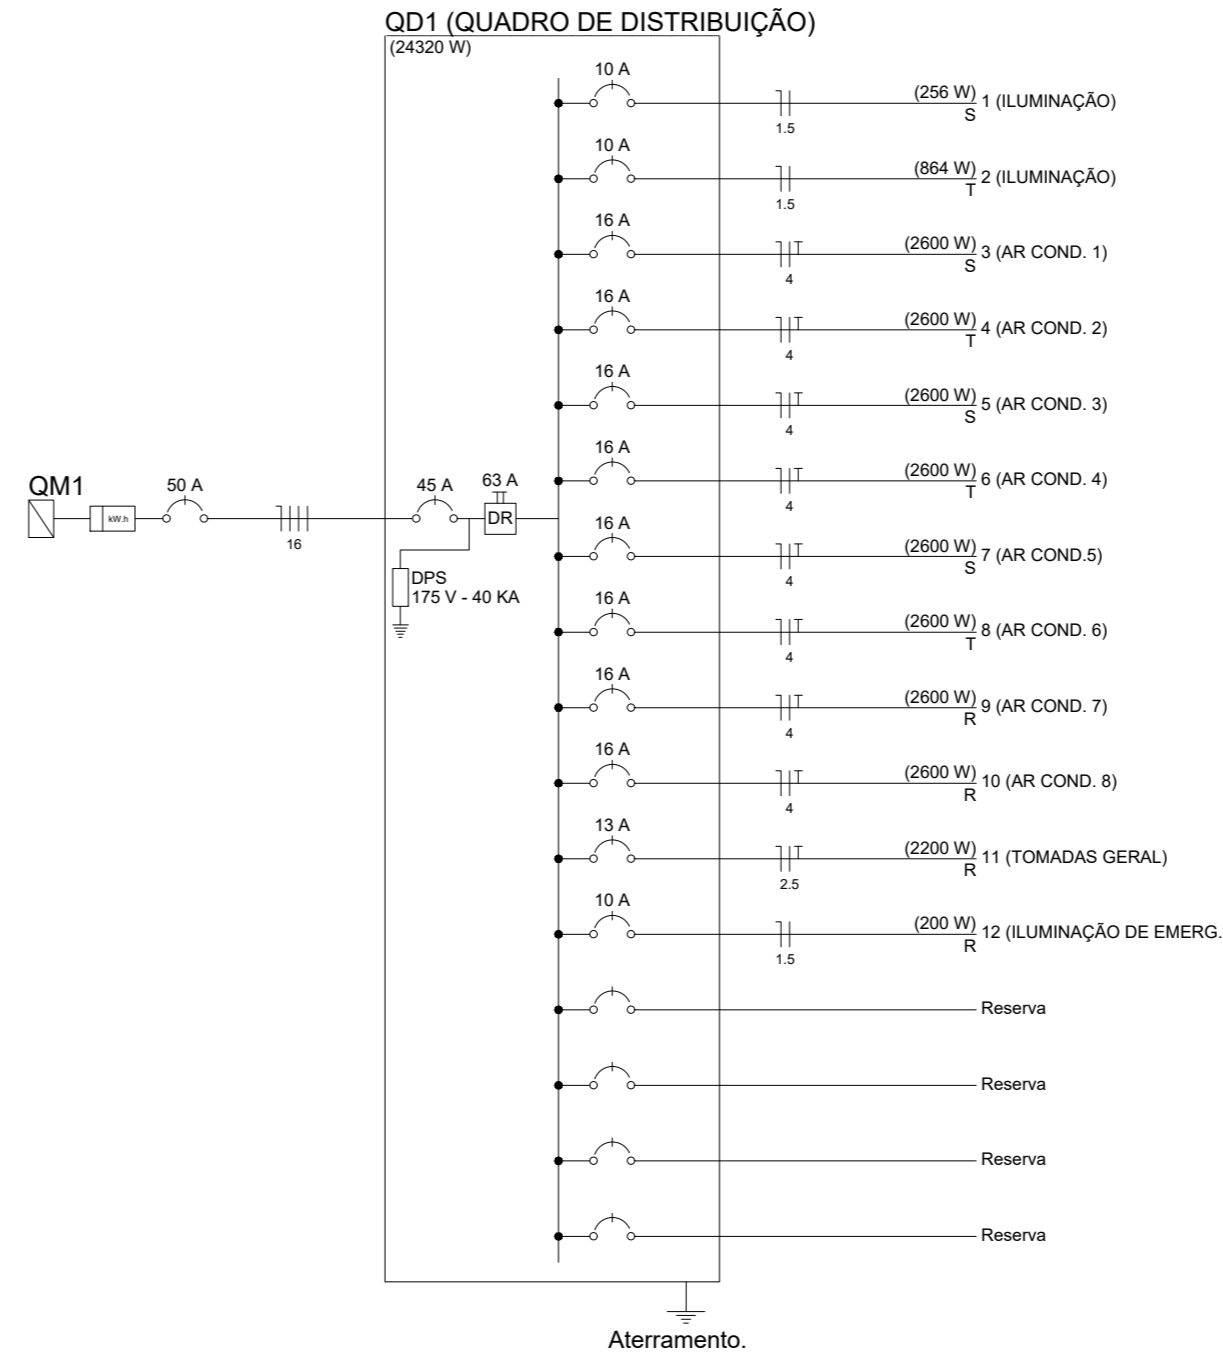 QD1 (QUADRO DE DISTRIBUIÇÃO)
(24320 W)
10 A
(256 W)
S
1 (ILUMINAÇÃO)
1.5
10 A
(864 W)
T
2 (ILUMINAÇÃO)
1.5
16 A
(2600 W)
S
3 (AR COND. 1)
4
16 A
(2600 W)
T
4 (AR COND. 2)
4
16 A
(2600 W)
S
5 (AR COND. 3)
4
16 A
(2600 W)
T
6 (AR COND. 4)
4
QM1
kW.h
50 A
16
45 A
63 A
DR
DPS
175 V - 40 KA
16 A
(2600 W)
S
7 (AR COND.5)
4
16 A
(2600 W)
T
8 (AR COND. 6)
4
16 A
(2600 W)
R
9 (AR COND. 7)
4
16 A
(2600 W)
R
10 (AR COND. 8)
4
13 A
(2200 W)
R
11 (TOMADAS GERAL)
2.5
10 A
(200 W)
R
12 (ILUMINAÇÃO DE EMERG.
1.5
Reserva
Reserva
Reserva
Reserva
Aterramento.